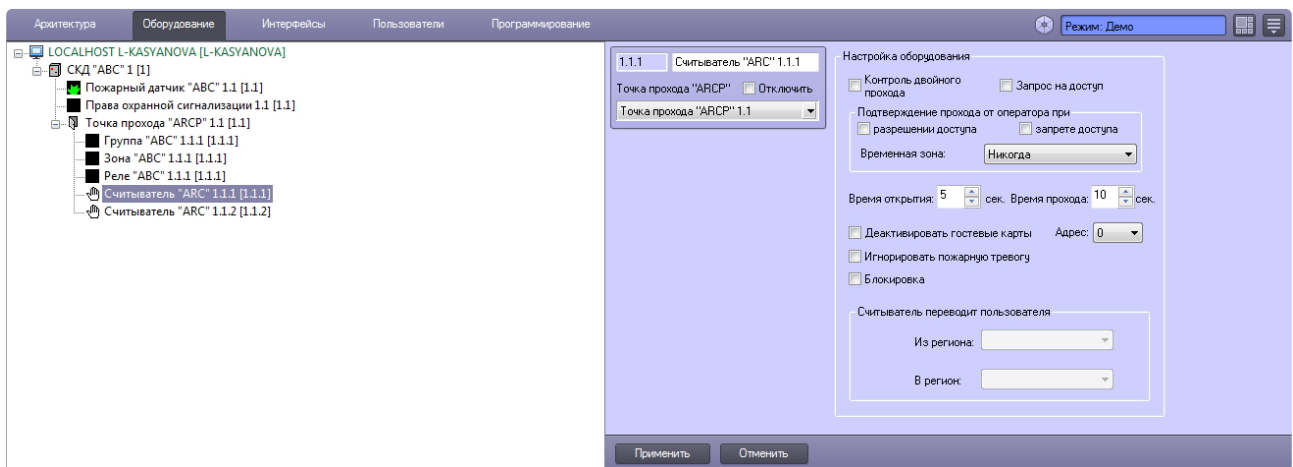 Архитектура Оборудование Интерфейсы Пользователи Программирование Режим: Демо
LOCALHOST L-KASYANOVA [L-KASYANOVA]
СКД "ABC" 1 [1]
Пожарный датчик "ABC" 1.1 [1.1]
Права охранной сигнализации 1.1 [1.1]
Точка прохода "ARCP" 1.1 [1.1]
Группа "ABC" 1.1.1 [1.1.1]
Зона "ABC" 1.1.1 [1.1.1]
Реле "ABC" 1.1.1 [1.1.1]
Считыватель "ARC" 1.1.1 [1.1.1]
Считыватель "ARC" 1.1.2 [1.1.2]
1.1.1 Считыватель "ARC" 1.1.1
Точка прохода "ARCP" Отключить
Точка прохода "ARCP" 1.1
Настройка оборудования
Контроль двойного
прохода
Запрос на доступ
Подтверждение прохода от оператора при
разрешении доступа запрете доступа
Временная зона: Никогда
Время открытия: 5 сек. Время прохода: 10 сек.
Деактивировать гостевые карты Адрес: 0
Игнорировать пожарную тревогу
Блокировка
Считыватель переводит пользователя
Из региона:
В регион:
Применить Отменить